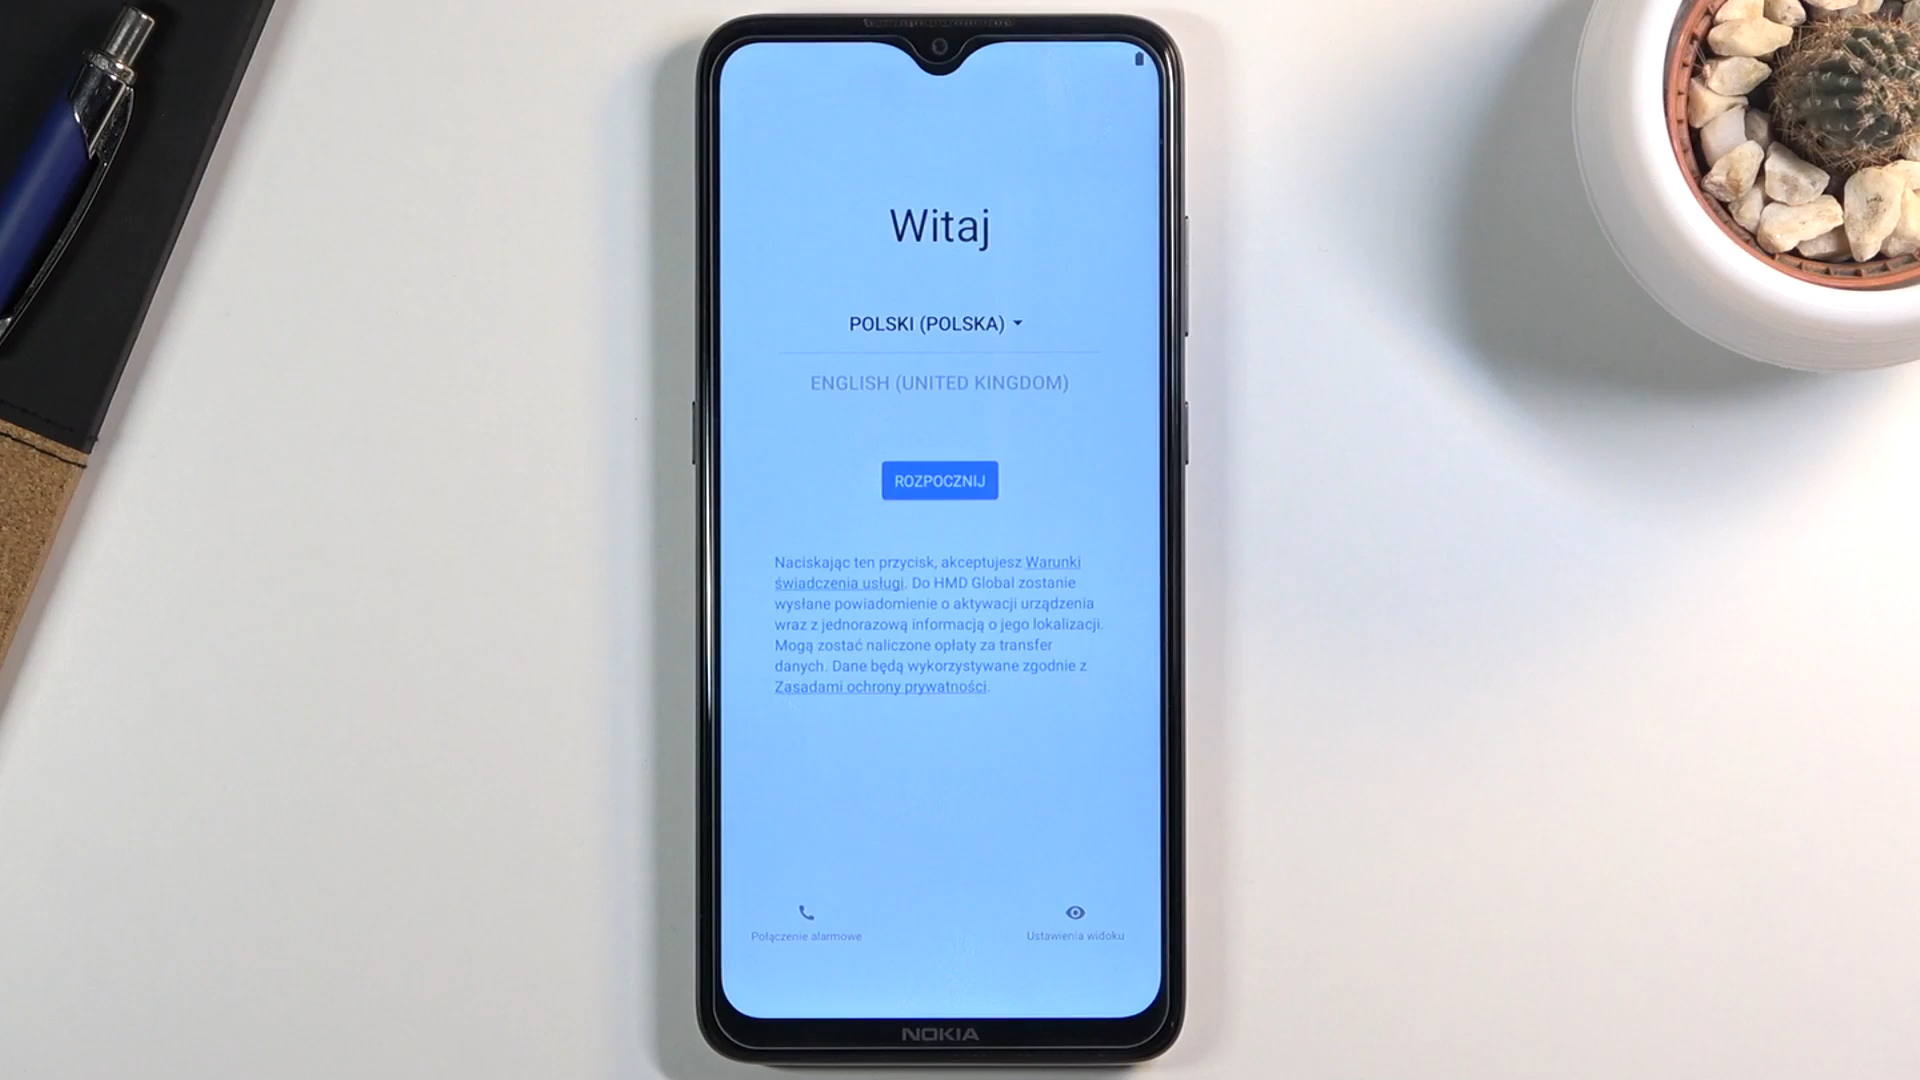 Witaj
POLSKI (POLSKA)
ENGLISH (UNITED KINGDOM)
ROZPOCZNIJ
Naciskając ten przycisk, akceptujesz Warunki
świadczenia usługi. Do HMD Global zostanie
wysłane powiadomienie o aktywacji urządzenia
wraz z jednorazową informacją o jego lokalizacji.
Mogą zostać naliczone opłaty za transfer
danych. Dane będą wykorzystywane zgodnie z
Zasadami ochrony prywatności.
Połączenie alarmowe
Ustawienia widoku
NOKIA